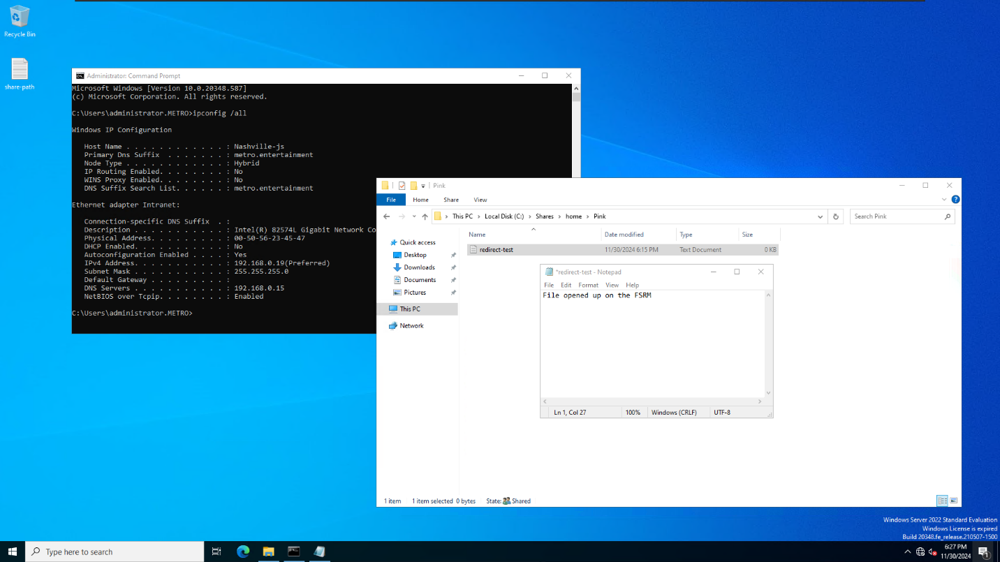 Recycle Bin
share-path
Administrator: Command Prompt
Microsoft Windows [Version 10.0.20348.587]
(c) Microsoft Corporation. All rights reserved.
C:\Users\administrator.METRO>ipconfig /all
Windows IP Configuration
Host Name . . . . . . . . . . . . : Nashville-js
Primary Dns Suffix  . . . . . . . : metro.entertainment
Node Type . . . . . . . . . . . . : Hybrid
IP Routing Enabled. . . . . . . . : No
WINS Proxy Enabled. . . . . . . . : No
DNS Suffix Search List. . . . . . : metro.entertainment
Ethernet adapter Intranet:
Connection-specific DNS Suffix  . :
Description . . . . . . . . . . . : Intel(R) 82574L Gigabit Network Co
Physical Address. . . . . . . . . : 00-50-56-23-45-47
DHCP Enabled. . . . . . . . . . . : No
Autoconfiguration Enabled . . . . : Yes
IPv4 Address. . . . . . . . . . . : 192.168.0.19(Preferred)
Subnet Mask . . . . . . . . . . . : 255.255.255.0
Default Gateway . . . . . . . . . :
DNS Servers . . . . . . . . . . . : 192.168.0.15
NetBIOS over Tcpip. . . . . . . . : Enabled
C:\Users\administrator.METRO>
Pink
File Home Share View
This PC > Local Disk (C:) > Shares > home > Pink
Search Pink
Quick access
Desktop
Downloads
Documents
Pictures
This PC
Network
Name Date modified Type Size
redirect-test 11/30/2024 6:15 PM Text Document 0 KB
*redirect-test - Notepad
File Edit Format View Help
File opened up on the FSRM
Ln 1, Col 27 100% Windows (CRLF) UTF-8
1 item 1 item selected 0 bytes State: Shared
Windows Server 2022 Standard Evaluation
Windows License is expired
Build 20348.fe_release.210507-1500
Type here to search
6:27 PM
11/30/2024
1